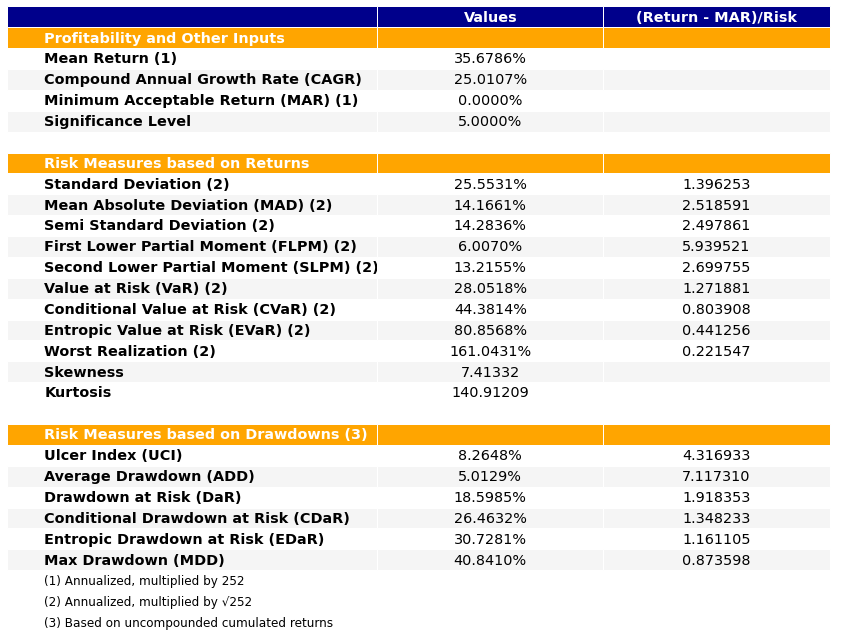 Values (Return - MAR)/Risk
Profitability and Other Inputs
Mean Return (1) 35.6786%
Compound Annual Growth Rate (CAGR) 25.0107%
Minimum Acceptable Return (MAR) (1) 0.0000%
Significance Level 5.0000%
Risk Measures based on Returns
Standard Deviation (2) 25.5531% 1.396253
Mean Absolute Deviation (MAD) (2) 14.1661% 2.518591
Semi Standard Deviation (2) 14.2836% 2.497861
First Lower Partial Moment (FLPM) (2) 6.0070% 5.939521
Second Lower Partial Moment (SLPM) (2) 13.2155% 2.699755
Value at Risk (VaR) (2) 28.0518% 1.271881
Conditional Value at Risk (CVaR) (2) 44.3814% 0.803908
Entropic Value at Risk (EVaR) (2) 80.8568% 0.441256
Worst Realization (2) 161.0431% 0.221547
Skewness 7.41332
Kurtosis 140.91209
Risk Measures based on Drawdowns (3)
Ulcer Index (UCI) 8.2648% 4.316933
Average Drawdown (ADD) 5.0129% 7.117310
Drawdown at Risk (DaR) 18.5985% 1.918353
Conditional Drawdown at Risk (CDaR) 26.4632% 1.348233
Entropic Drawdown at Risk (EDaR) 30.7281% 1.161105
Max Drawdown (MDD) 40.8410% 0.873598
(1) Annualized, multiplied by 252
(2) Annualized, multiplied by √252
(3) Based on uncompounded cumulated returns